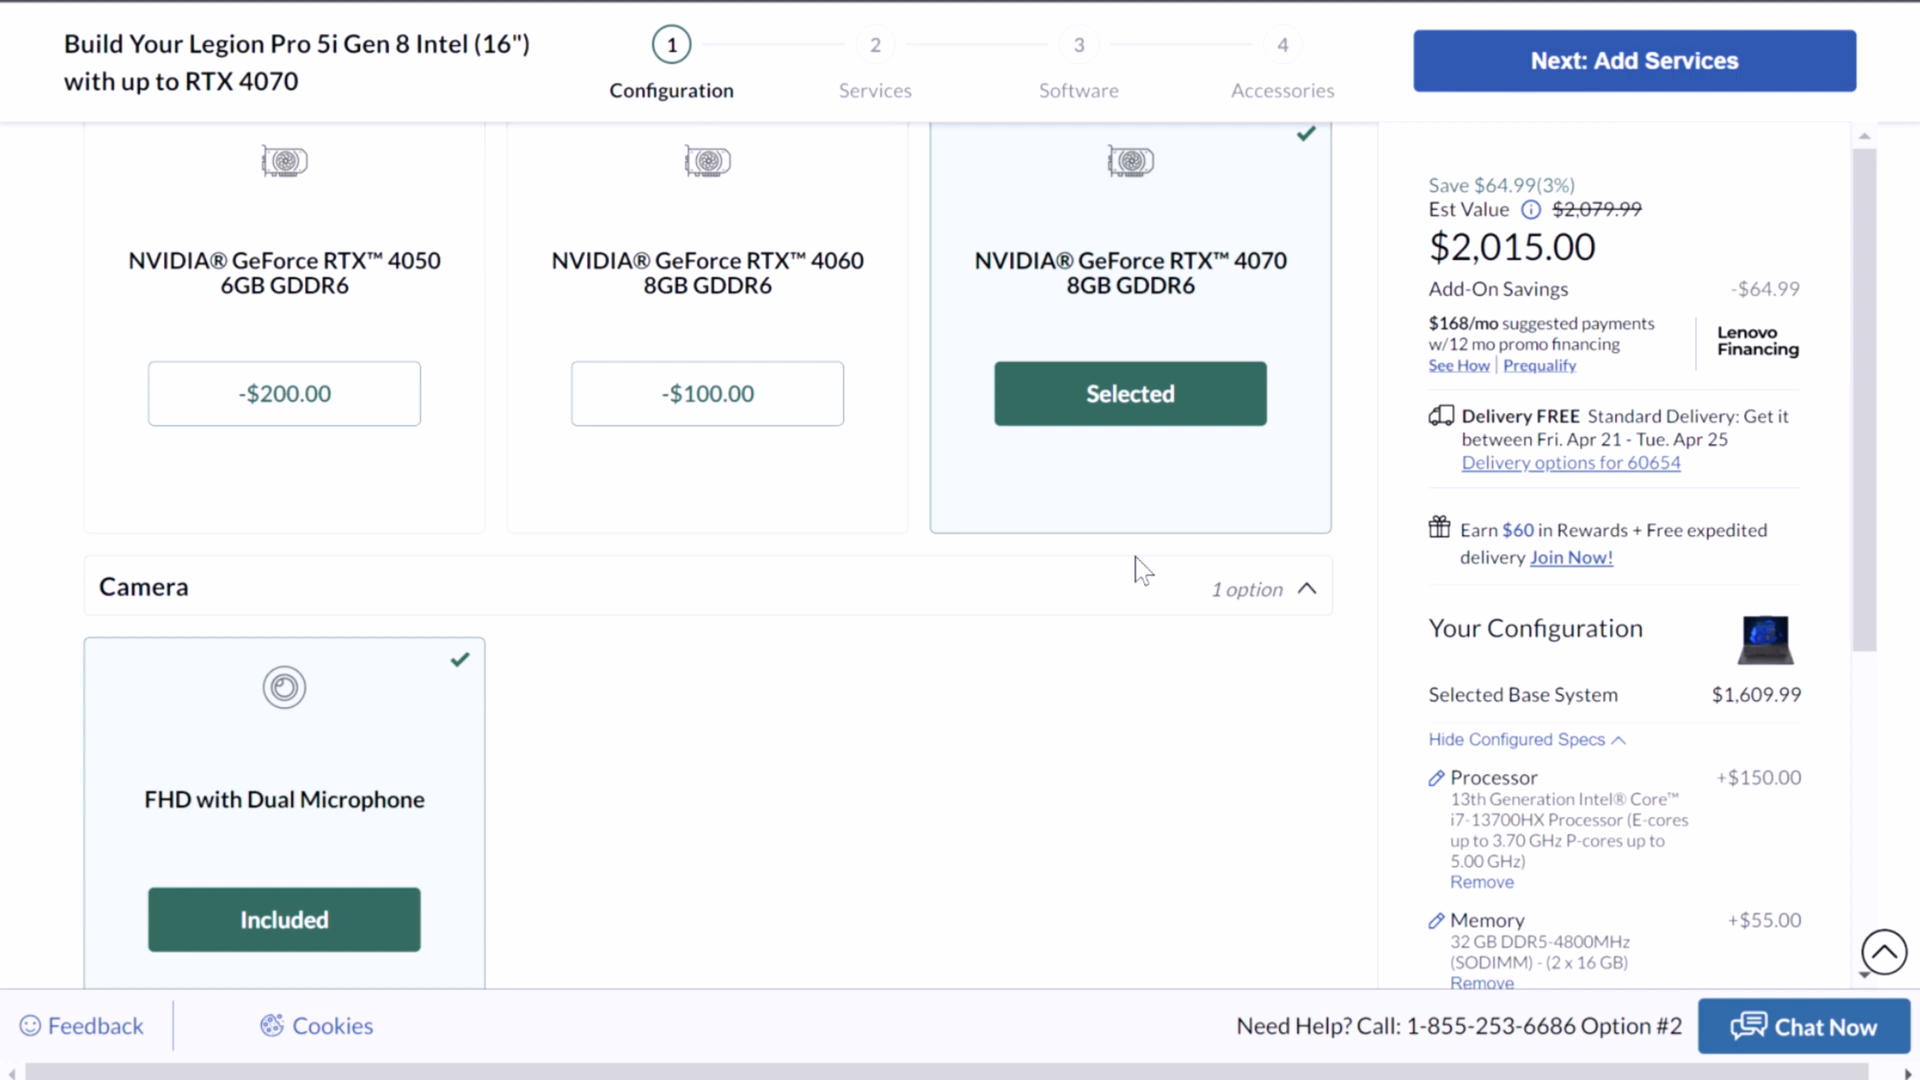 Build Your Legion Pro 5i Gen 8 Intel (16")
with up to RTX 4070
1
Configuration
2
Services
3
Software
4
Accessories
Next: Add Services
NVIDIA® GeForce RTX™ 4050
6GB GDDR6
-$200.00
NVIDIA® GeForce RTX™ 4060
8GB GDDR6
-$100.00
NVIDIA® GeForce RTX™ 4070
8GB GDDR6
Selected
Camera
1 option
FHD with Dual Microphone
Included
Save $64.99(3%)
Est Value $2,079.99
$2,015.00
Add-On Savings -$64.99
$168/mo suggested payments
w/12 mo promo financing
See How | Prequalify
Lenovo
Financing
Delivery FREE Standard Delivery: Get it
between Fri. Apr 21 - Tue. Apr 25
Delivery options for 60654
Earn $60 in Rewards + Free expedited
delivery Join Now!
Your Configuration
Selected Base System $1,609.99
Hide Configured Specs
Processor +$150.00
13th Generation Intel® Core™
i7-13700HX Processor (E-cores
up to 3.70 GHz P-cores up to
5.00 GHz)
Remove
Memory +$55.00
32 GB DDR5-4800MHz
(SODIMM) - (2 x 16 GB)
Remove
Feedback
Cookies
Need Help? Call: 1-855-253-6686 Option #2
Chat Now